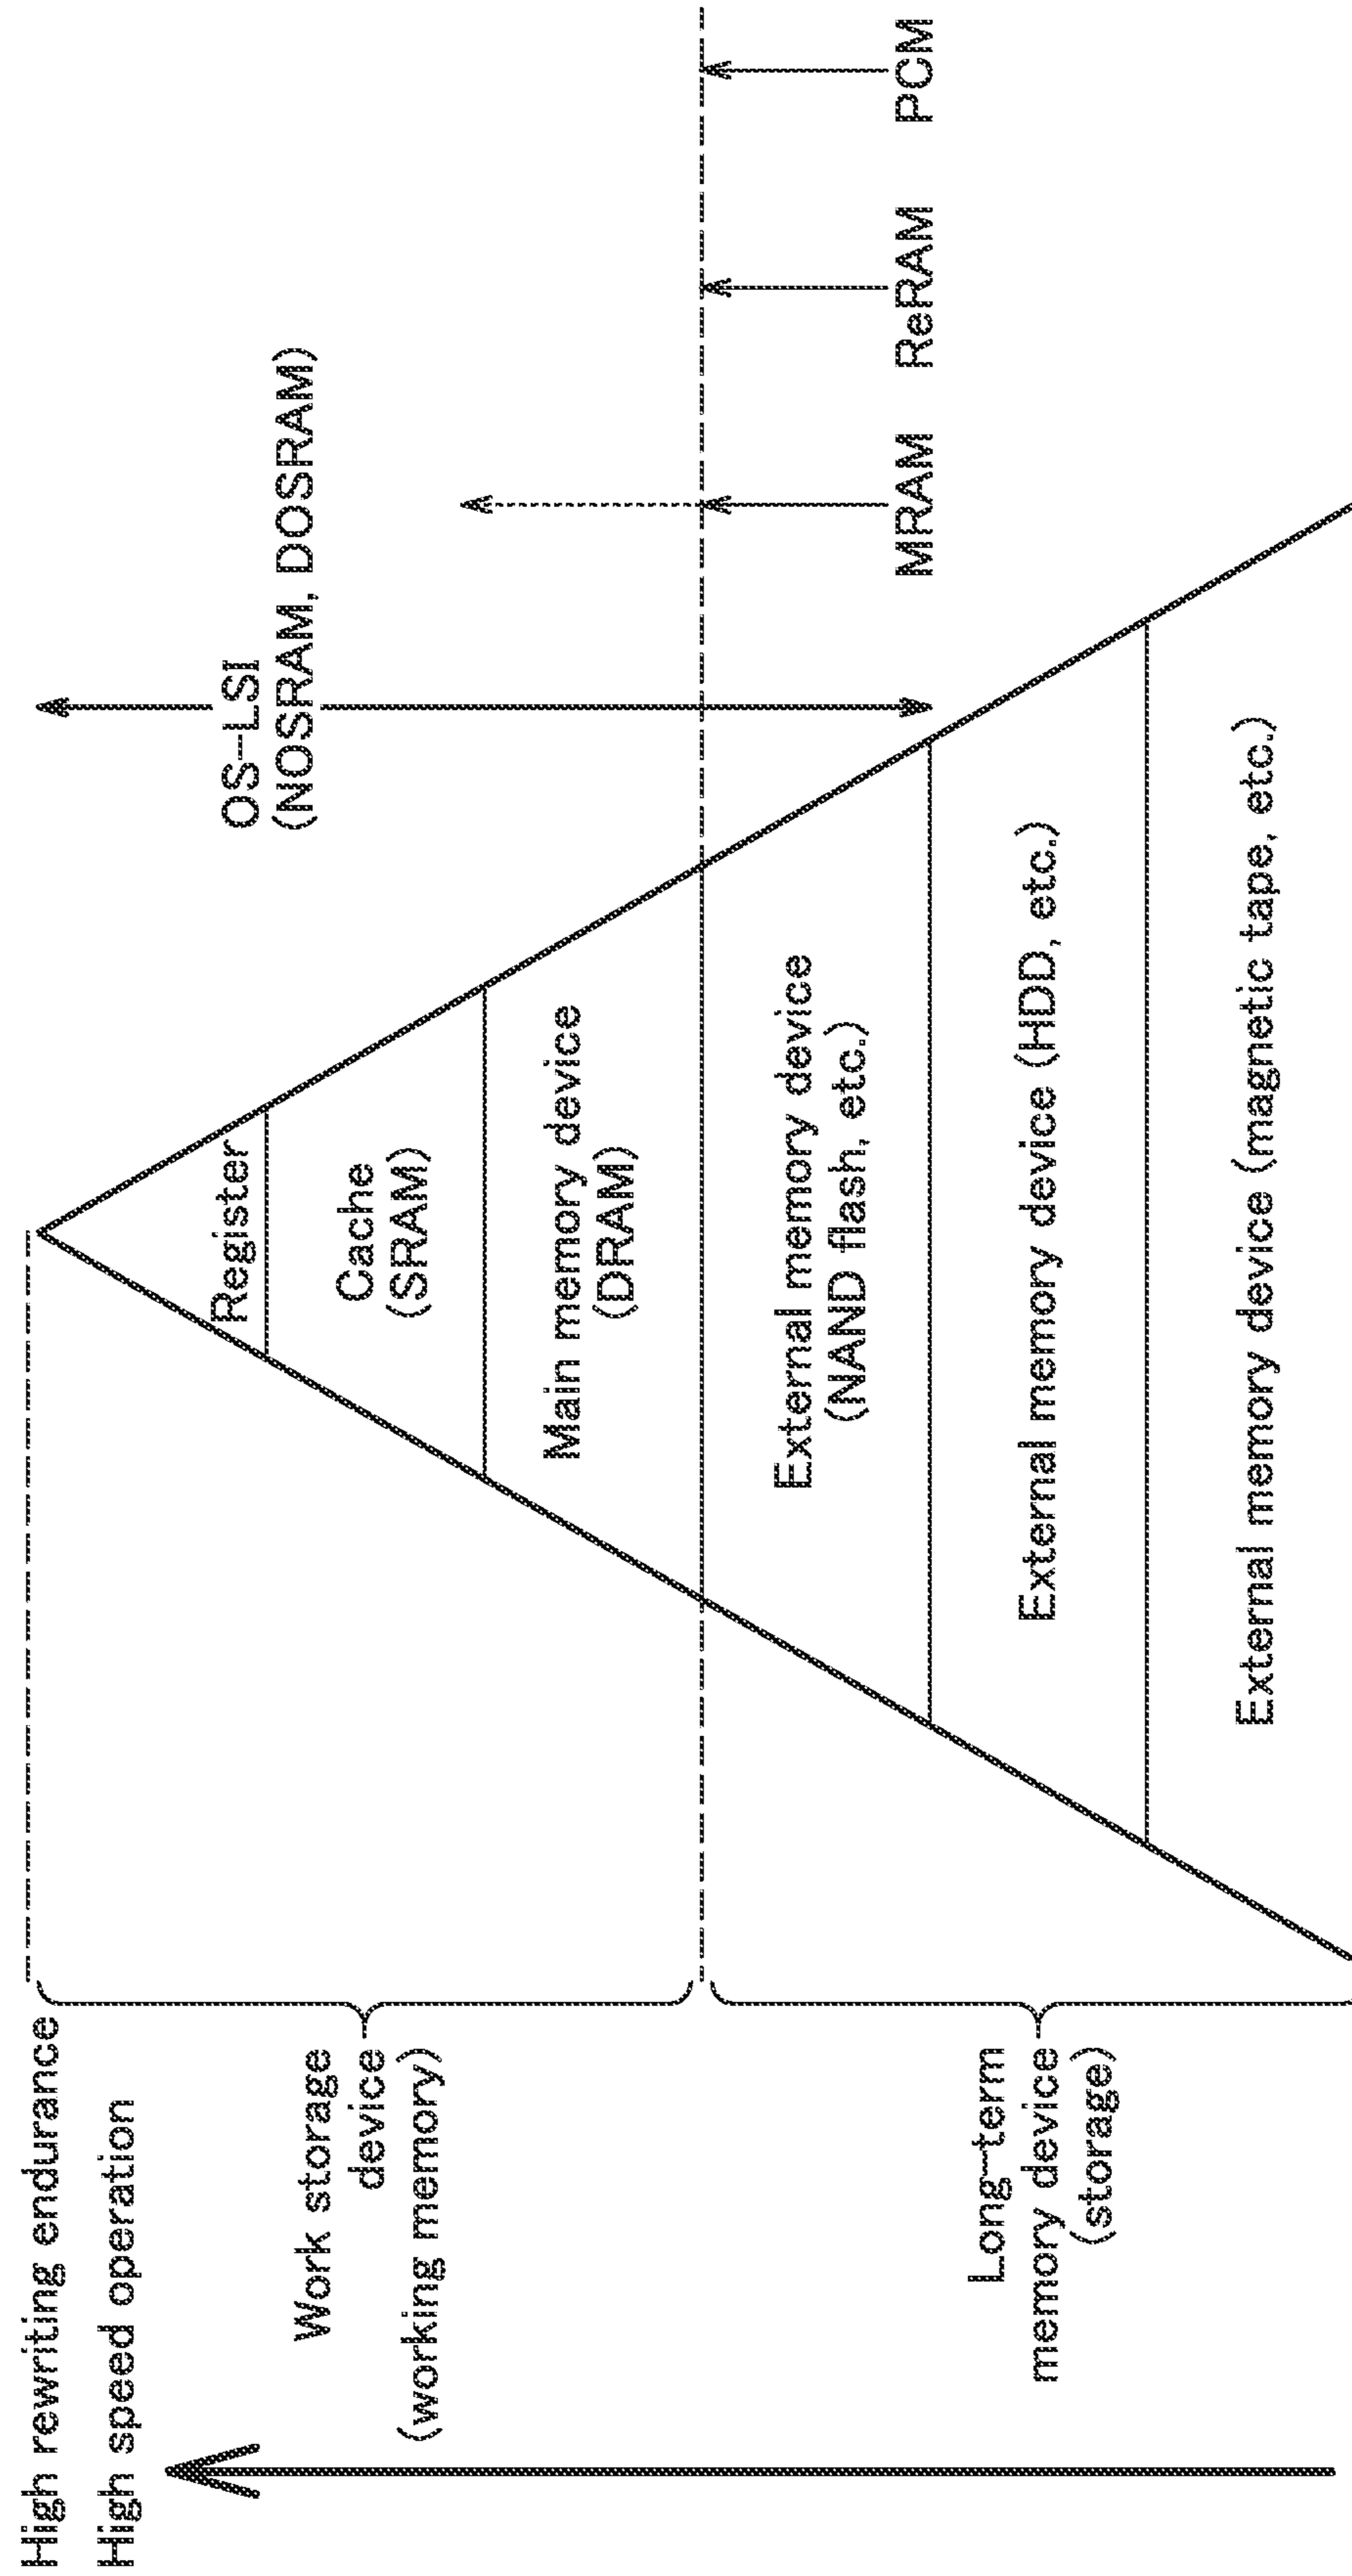 High rewriting endurance
High speed operation
Work storage
device
(working memory)
Long-term
memory device
(storage)
Register
Cache
(SRAM)
Main memory device
(DRAM)
External memory device
(NAND flash, etc.)
External memory device (HDD, etc.)
External memory device (magnetic tape, etc.)
OS-LSI
(NOSRAM, DOSRAM)
MRAM
ReRAM
PCM